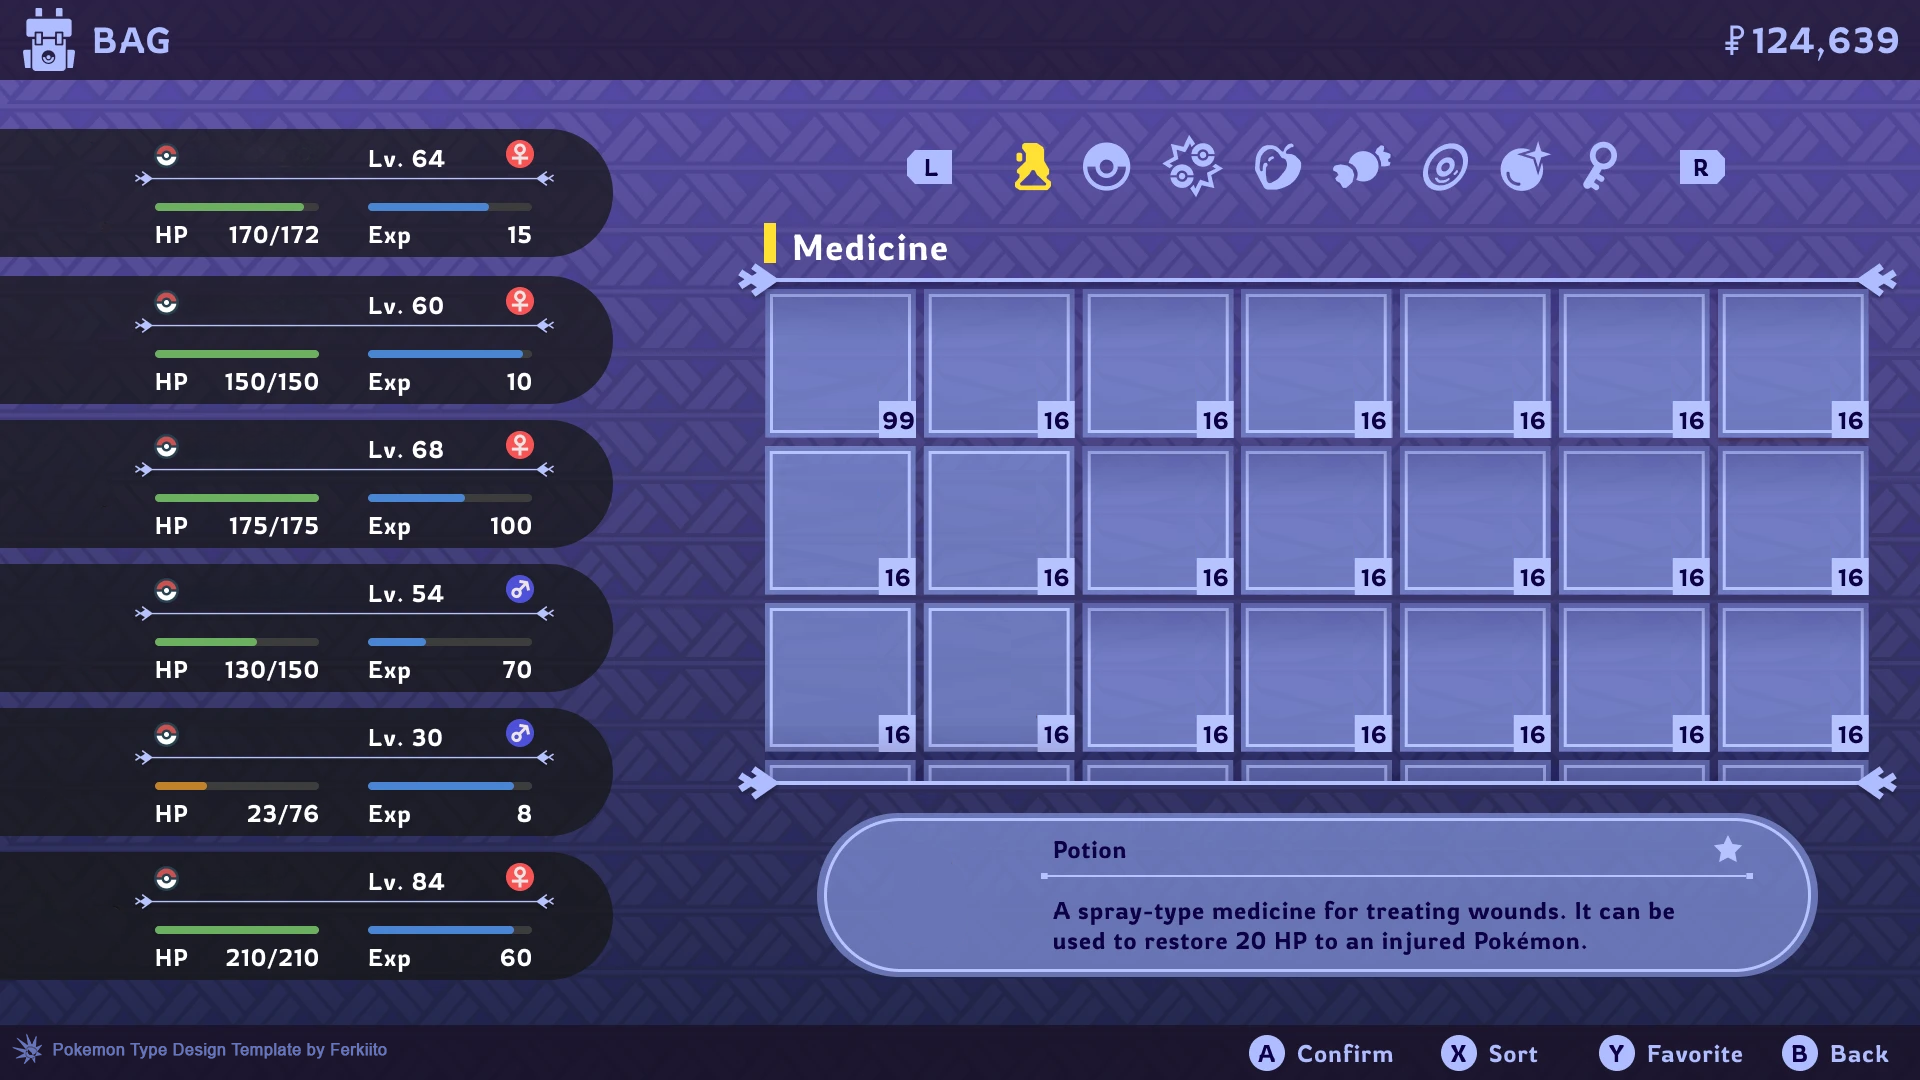 BAG
₽124,639
Lv. 64
HP 170/172 Exp 15
Lv. 60
HP 150/150 Exp 10
Lv. 68
HP 175/175 Exp 100
Lv. 54
HP 130/150 Exp 70
Lv. 30
HP 23/76 Exp 8
Lv. 84
HP 210/210 Exp 60
L R
Medicine
99 16 16 16 16 16 16
16 16 16 16 16 16 16
16 16 16 16 16 16 16
Potion
A spray-type medicine for treating wounds. It can be
used to restore 20 HP to an injured Pokémon.
Pokemon Type Design Template by Ferkiito
A Confirm X Sort Y Favorite B Back